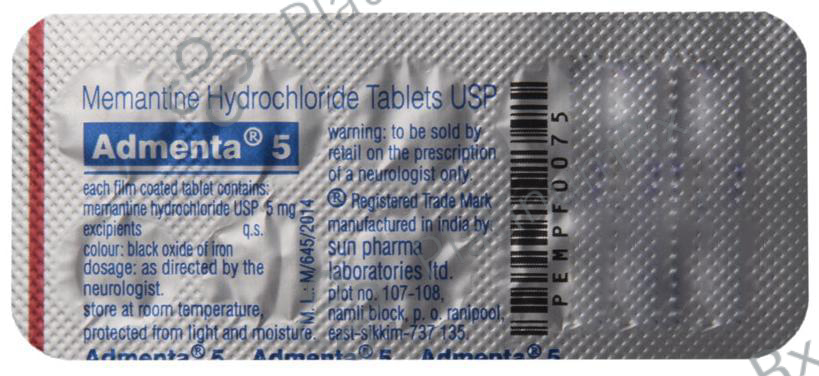 Memantine Hydrochloride Tablets USP
Admenta® 5
each film coated tablet contains:
memantine hydrochloride USP 5 mg
excipients q.s.
colour: black oxide of iron
dosage: as directed by the
neurologist.
store at room temperature,
protected from light and moisture.
M. L.: M/645/2014
warning: to be sold by
retail on the prescription
of a neurologist only.
® Registered Trade Mark
manufactured in india by:
sun pharma
laboratories ltd.
plot no. 107-108,
namli block, p. o. ranipool,
east-sikkim-737 135.
PEMPF0075
Admenta® 5 Admenta® 5 Admenta® 5